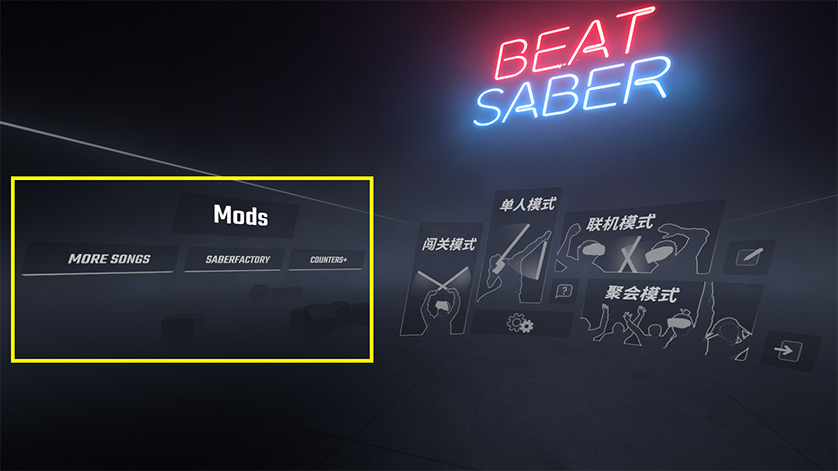 BEAT
SABER
Mods
MORE SONGS
SABERFACTORY
COUNTERS+
闯关模式
单人模式
联机模式
?
聚会模式